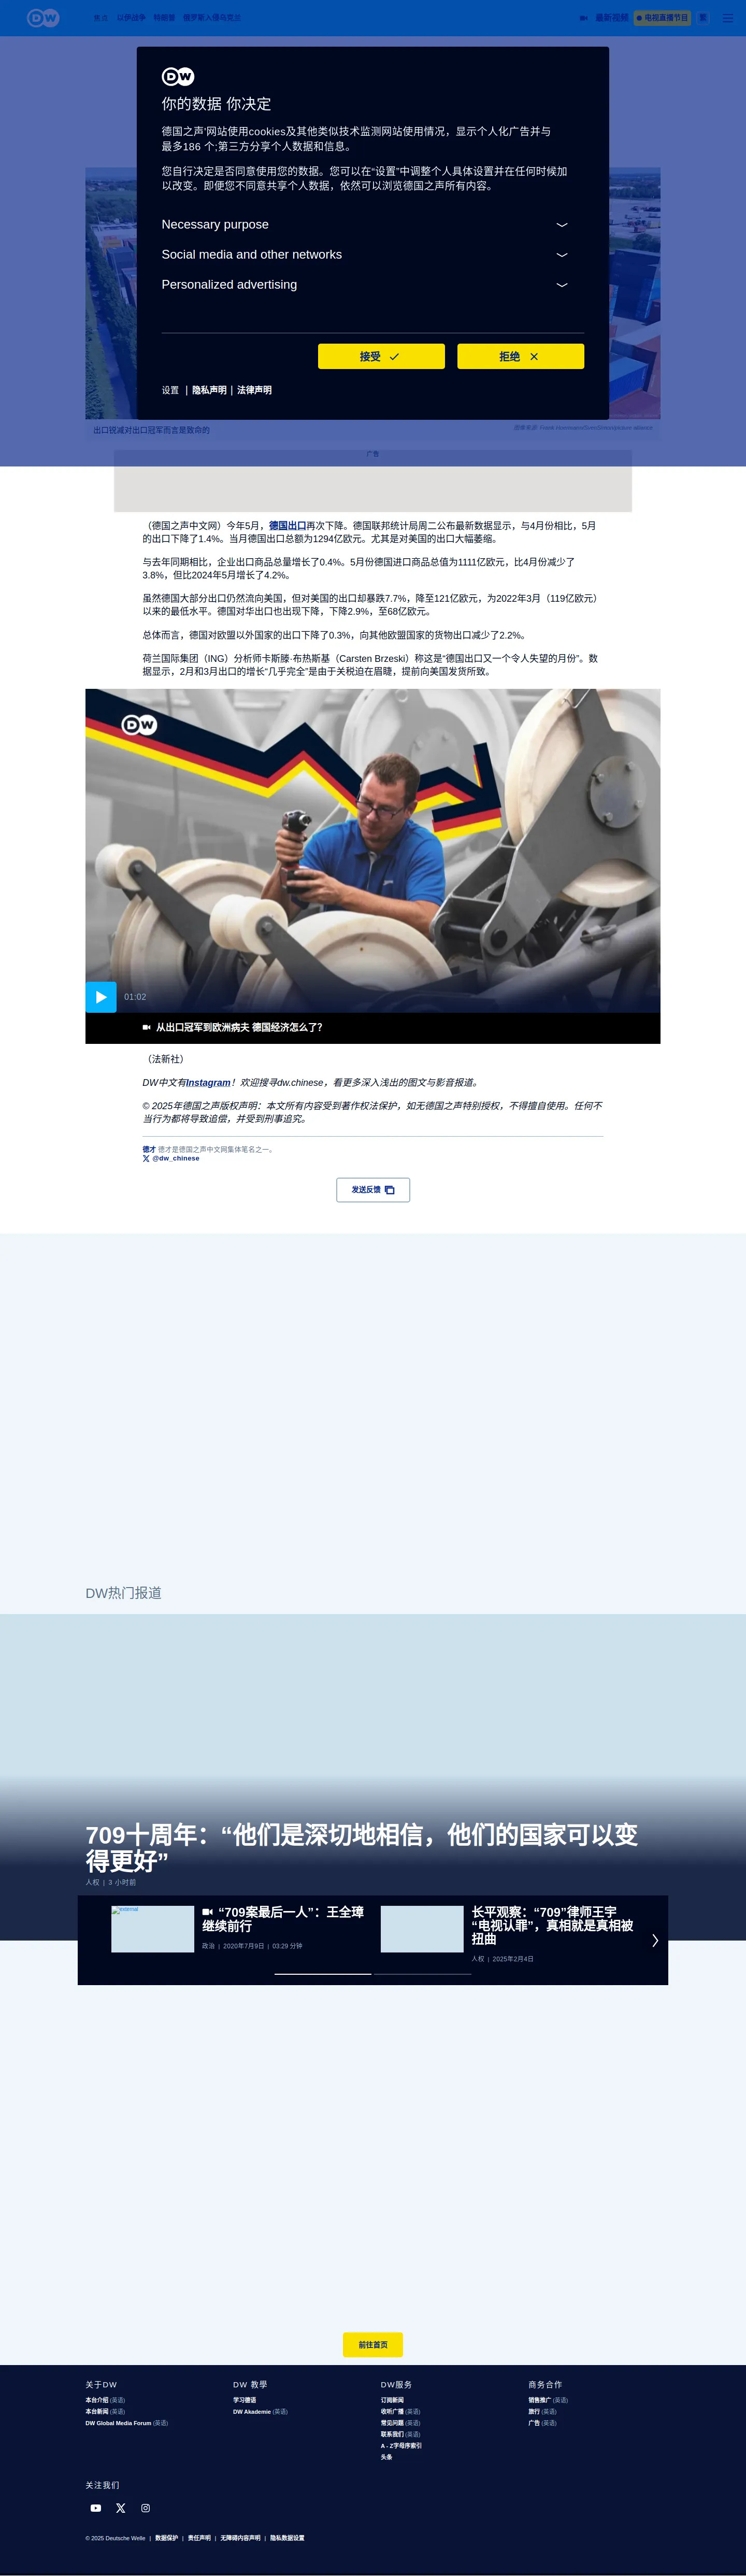 DW
焦点 以伊战争 特朗普 俄罗斯入侵乌克兰
最新视频 电视直播节目 繁
DW
你的数据 你决定
德国之声'网站使用cookies及其他类似技术监测网站使用情况，显示个人化广告并与
最多186 个;第三方分享个人数据和信息。
您自行决定是否同意使用您的数据。您可以在“设置”中调整个人具体设置并在任何时候加
以改变。即便您不同意共享个人数据，依然可以浏览德国之声所有内容。
Necessary purpose
Social media and other networks
Personalized advertising
接受 拒绝
设置 | 隐私声明 | 法律声明
出口锐减对出口冠军而言是致命的
广告
（德国之声中文网）今年5月，德国出口再次下降。德国联邦统计局周二公布最新数据显示，与4月份相比，5月
的出口下降了1.4%。当月德国出口总额为1294亿欧元。尤其是对美国的出口大幅萎缩。
与去年同期相比，企业出口商品总量增长了0.4%。5月份德国进口商品总值为1111亿欧元，比4月份减少了
3.8%，但比2024年5月增长了4.2%。
虽然德国大部分出口仍然流向美国，但对美国的出口却暴跌7.7%，降至121亿欧元，为2022年3月（119亿欧元）
以来的最低水平。德国对华出口也出现下降，下降2.9%，至68亿欧元。
总体而言，德国对欧盟以外国家的出口下降了0.3%，向其他欧盟国家的货物出口减少了2.2%。
荷兰国际集团（ING）分析师卡斯滕·布热斯基（Carsten Brzeski）称这是“德国出口又一个令人失望的月份”。数
据显示，2月和3月出口的增长“几乎完全”是由于关税迫在眉睫，提前向美国发货所致。
DW
01:02
从出口冠军到欧洲病夫 德国经济怎么了？
（法新社）
DW中文有Instagram！欢迎搜寻dw.chinese，看更多深入浅出的图文与影音报道。
© 2025年德国之声版权声明：本文所有内容受到著作权法保护，如无德国之声特别授权，不得擅自使用。任何不
当行为都将导致追偿，并受到刑事追究。
德才 德才是德国之声中文网集体笔名之一。
@dw_chinese
发送反馈
DW热门报道
709十周年：“他们是深切地相信，他们的国家可以变
得更好”
人权 | 3 小时前
external
“709案最后一人”：王全璋
继续前行
政治 | 2020年7月9日 | 03:29 分钟
长平观察：“709”律师王宇
“电视认罪”，真相就是真相被
扭曲
人权 | 2025年2月4日
前往首页
关于DW DW 教學 DW服务 商务合作
本台介绍 (英语) 学习德语 订阅新闻 销售推广 (英语)
本台新闻 (英语) DW Akademie (英语) 收听广播 (英语) 旅行 (英语)
DW Global Media Forum (英语) 常见问题 (英语) 广告 (英语)
联系我们 (英语)
A - Z字母序索引
头条
关注我们
© 2025 Deutsche Welle | 数据保护 | 责任声明 | 无障碍内容声明 | 隐私数据设置